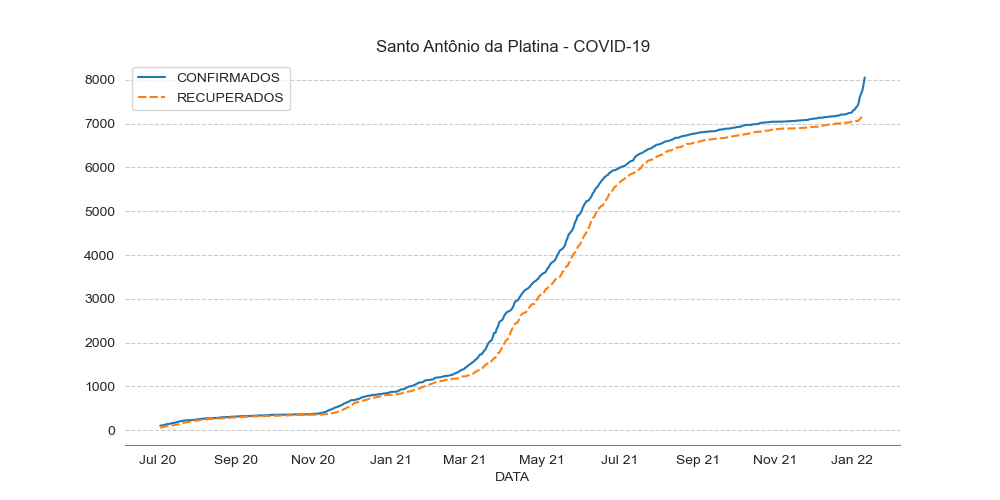 Santo Antônio da Platina - COVID-19
CONFIRMADOS
RECUPERADOS
8000
7000
6000
5000
4000
3000
2000
1000
0
Jul 20 Sep 20 Nov 20 Jan 21 Mar 21 May 21 Jul 21 Sep 21 Nov 21 Jan 22
DATA